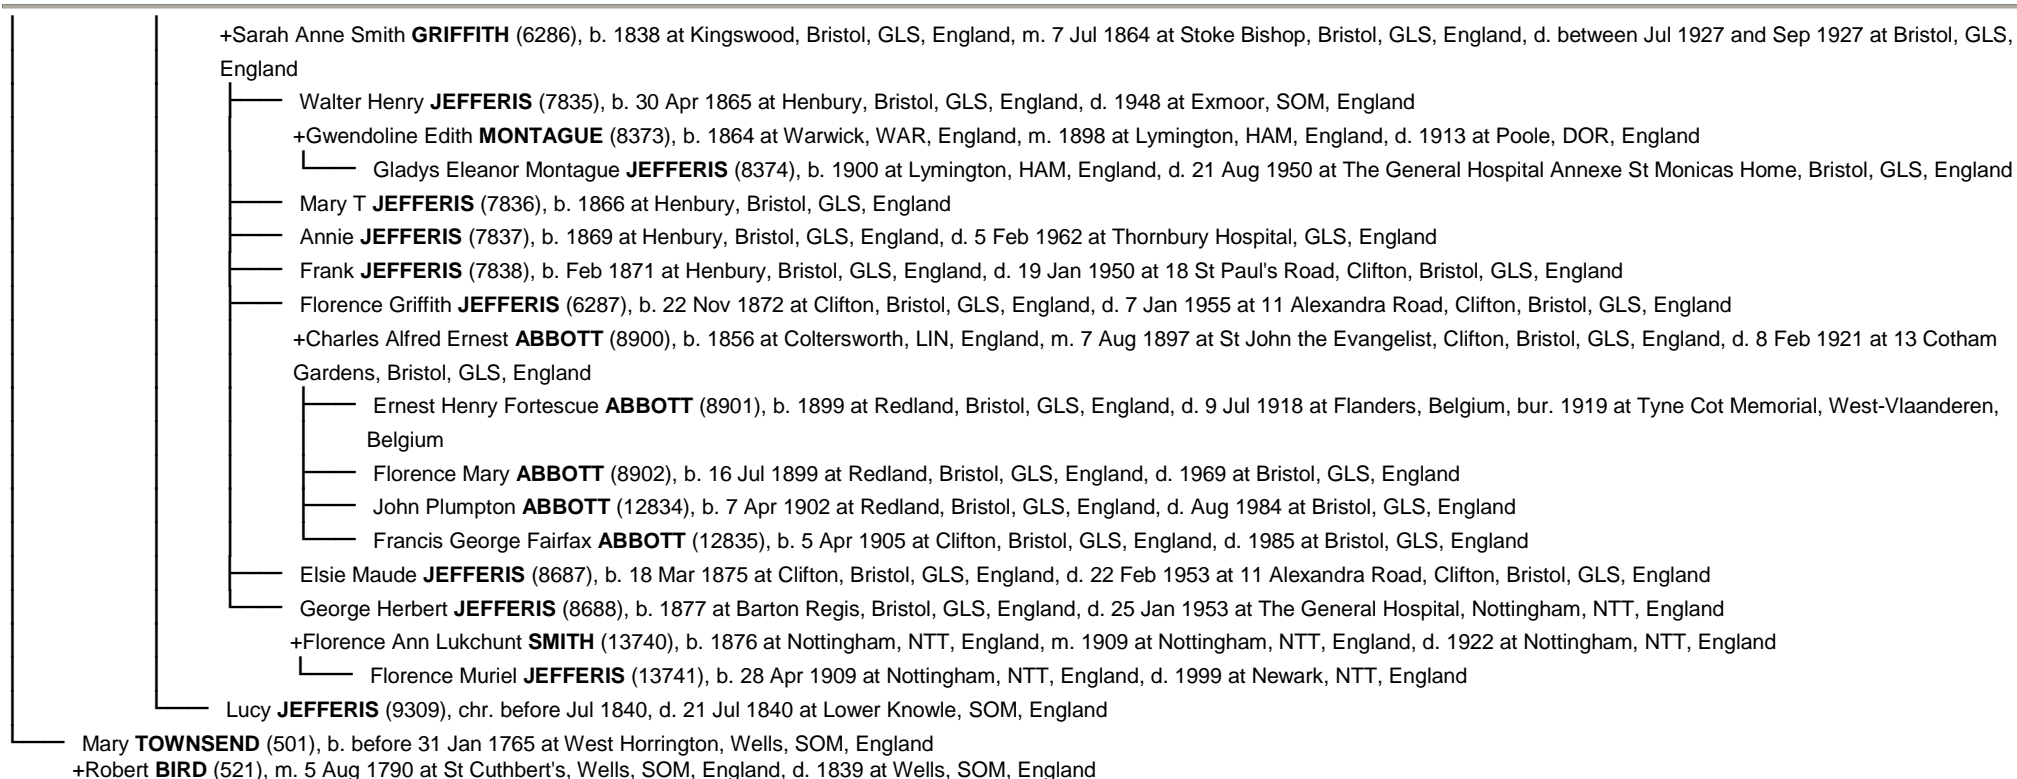 +Sarah Anne Smith GRIFFITH (6286), b. 1838 at Kingswood, Bristol, GLS, England, m. 7 Jul 1864 at Stoke Bishop, Bristol, GLS, England, d. between Jul 1927 and Sep 1927 at Bristol, GLS,
England
Walter Henry JEFFERIS (7835), b. 30 Apr 1865 at Henbury, Bristol, GLS, England, d. 1948 at Exmoor, SOM, England
+Gwendoline Edith MONTAGUE (8373), b. 1864 at Warwick, WAR, England, m. 1898 at Lymington, HAM, England, d. 1913 at Poole, DOR, England
Gladys Eleanor Montague JEFFERIS (8374), b. 1900 at Lymington, HAM, England, d. 21 Aug 1950 at The General Hospital Annexe St Monicas Home, Bristol, GLS, England
Mary T JEFFERIS (7836), b. 1866 at Henbury, Bristol, GLS, England
Annie JEFFERIS (7837), b. 1869 at Henbury, Bristol, GLS, England, d. 5 Feb 1962 at Thornbury Hospital, GLS, England
Frank JEFFERIS (7838), b. Feb 1871 at Henbury, Bristol, GLS, England, d. 19 Jan 1950 at 18 St Paul's Road, Clifton, Bristol, GLS, England
Florence Griffith JEFFERIS (6287), b. 22 Nov 1872 at Clifton, Bristol, GLS, England, d. 7 Jan 1955 at 11 Alexandra Road, Clifton, Bristol, GLS, England
+Charles Alfred Ernest ABBOTT (8900), b. 1856 at Coltersworth, LIN, England, m. 7 Aug 1897 at St John the Evangelist, Clifton, Bristol, GLS, England, d. 8 Feb 1921 at 13 Cotham
Gardens, Bristol, GLS, England
Ernest Henry Fortescue ABBOTT (8901), b. 1899 at Redland, Bristol, GLS, England, d. 9 Jul 1918 at Flanders, Belgium, bur. 1919 at Tyne Cot Memorial, West-Vlaanderen,
Belgium
Florence Mary ABBOTT (8902), b. 16 Jul 1899 at Redland, Bristol, GLS, England, d. 1969 at Bristol, GLS, England
John Plumpton ABBOTT (12834), b. 7 Apr 1902 at Redland, Bristol, GLS, England, d. Aug 1984 at Bristol, GLS, England
Francis George Fairfax ABBOTT (12835), b. 5 Apr 1905 at Clifton, Bristol, GLS, England, d. 1985 at Bristol, GLS, England
Elsie Maude JEFFERIS (8687), b. 18 Mar 1875 at Clifton, Bristol, GLS, England, d. 22 Feb 1953 at 11 Alexandra Road, Clifton, Bristol, GLS, England
George Herbert JEFFERIS (8688), b. 1877 at Barton Regis, Bristol, GLS, England, d. 25 Jan 1953 at The General Hospital, Nottingham, NTT, England
+Florence Ann Lukchunt SMITH (13740), b. 1876 at Nottingham, NTT, England, m. 1909 at Nottingham, NTT, England, d. 1922 at Nottingham, NTT, England
Florence Muriel JEFFERIS (13741), b. 28 Apr 1909 at Nottingham, NTT, England, d. 1999 at Newark, NTT, England
Lucy JEFFERIS (9309), chr. before Jul 1840, d. 21 Jul 1840 at Lower Knowle, SOM, England
Mary TOWNSEND (501), b. before 31 Jan 1765 at West Horrington, Wells, SOM, England
+Robert BIRD (521), m. 5 Aug 1790 at St Cuthbert's, Wells, SOM, England, d. 1839 at Wells, SOM, England